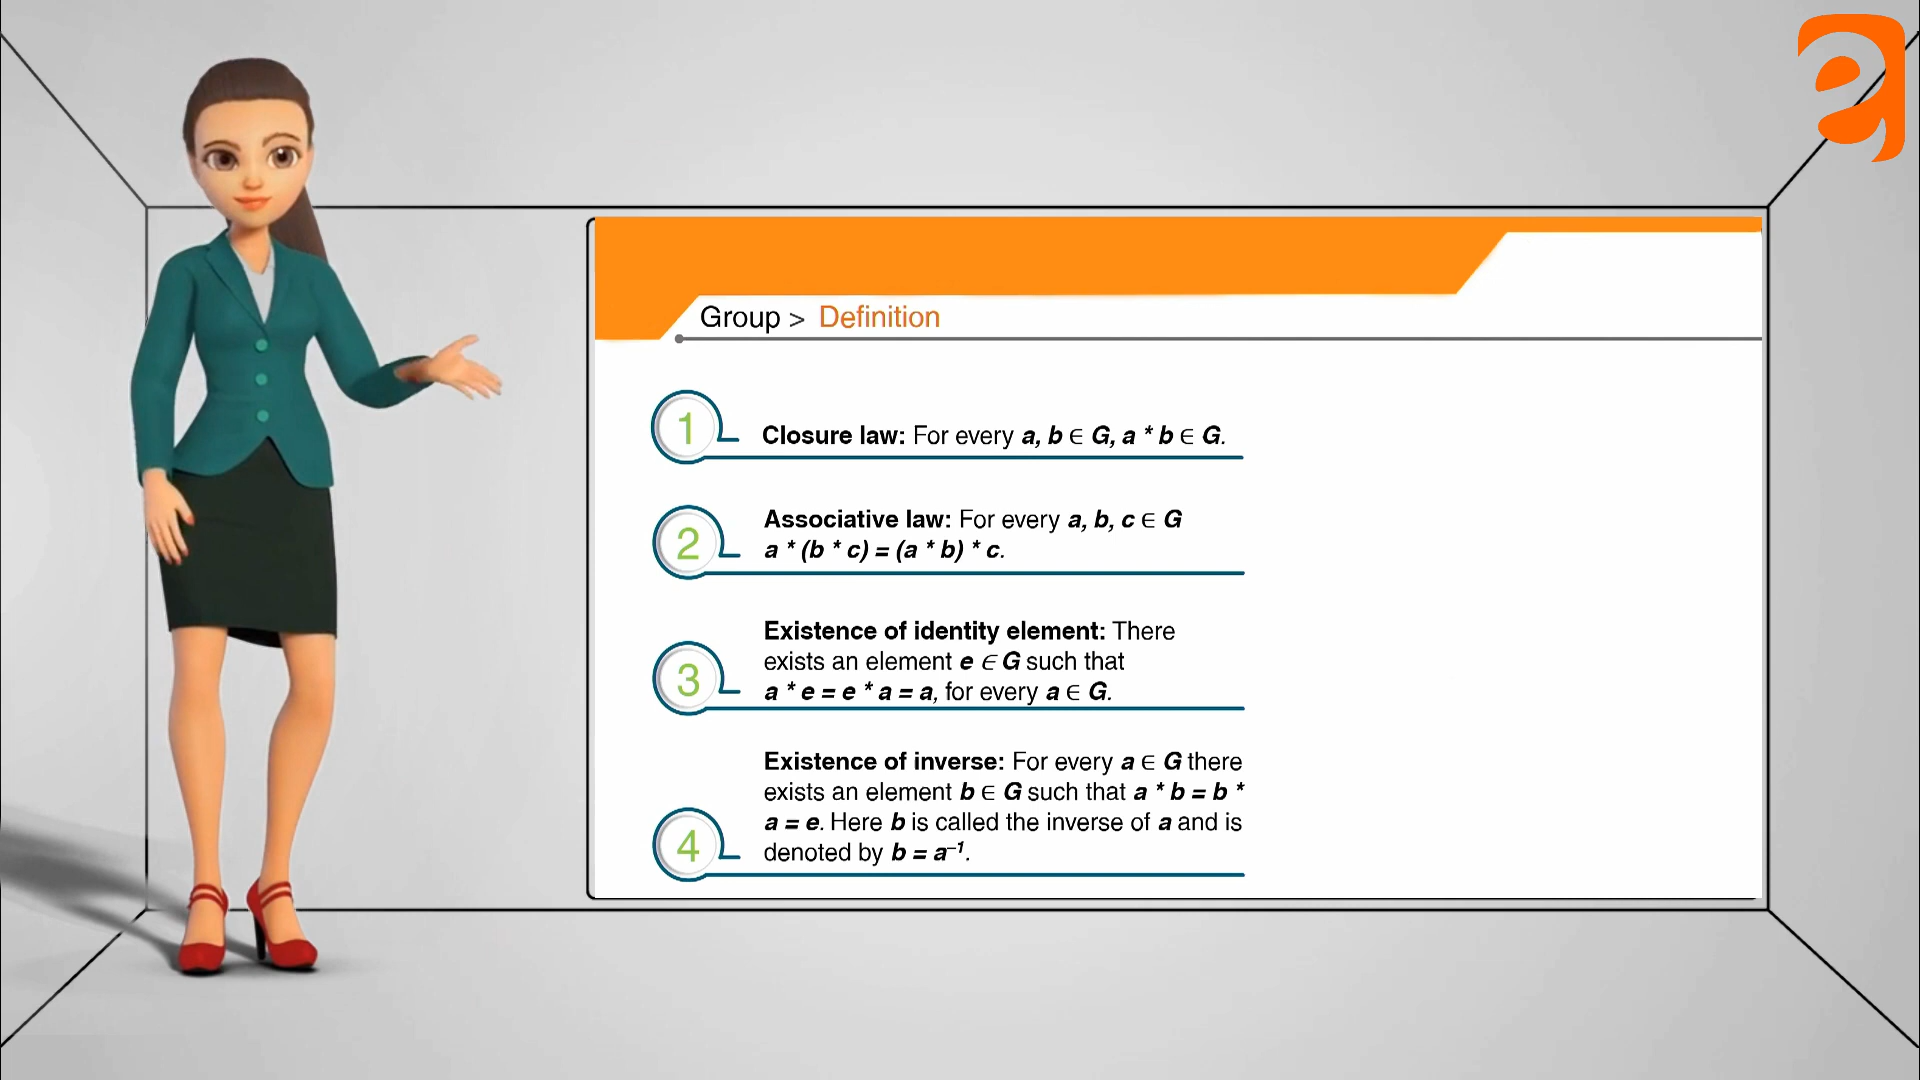 Group > Definition
1
Closure law: For every a, b ∈ G, a * b ∈ G.
2
Associative law: For every a, b, c ∈ G
a * (b * c) = (a * b) * c.
3
Existence of identity element: There
exists an element e ∈ G such that
a * e = e * a = a, for every a ∈ G.
4
Existence of inverse: For every a ∈ G there
exists an element b ∈ G such that a * b = b *
a = e. Here b is called the inverse of a and is
denoted by b = a⁻¹.